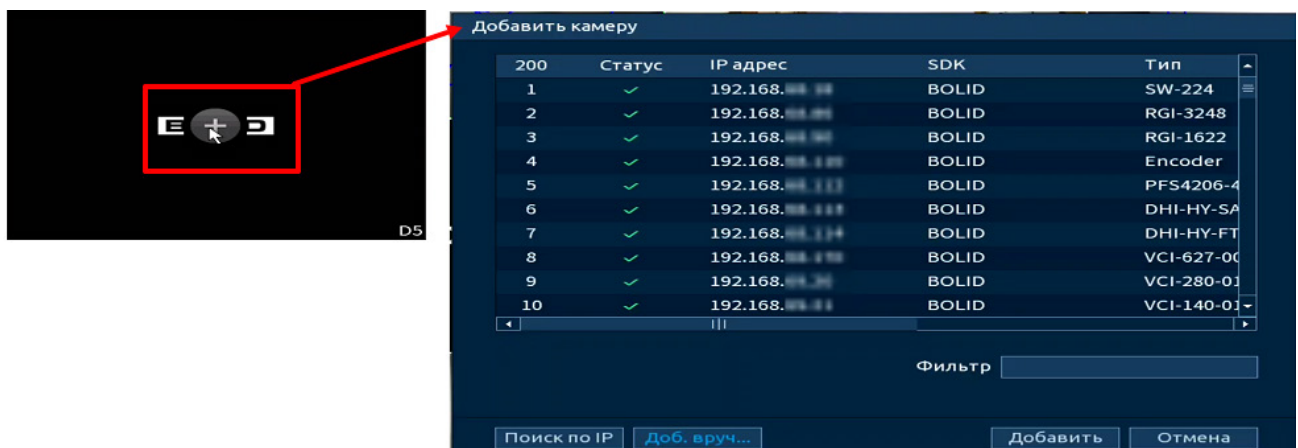 D5
Добавить камеру
200 Статус IP адрес SDK Тип
1 192.168. BOLID SW-224
2 192.168. BOLID RGI-3248
3 192.168. BOLID RGI-1622
4 192.168. BOLID Encoder
5 192.168. BOLID PFS4206-4
6 192.168. BOLID DHI-HY-SA
7 192.168. BOLID DHI-HY-FT
8 192.168. BOLID VCI-627-00
9 192.168. BOLID VCI-280-01
10 192.168. BOLID VCI-140-01
Фильтр
Поиск по IP Доб. вруч... Добавить Отмена